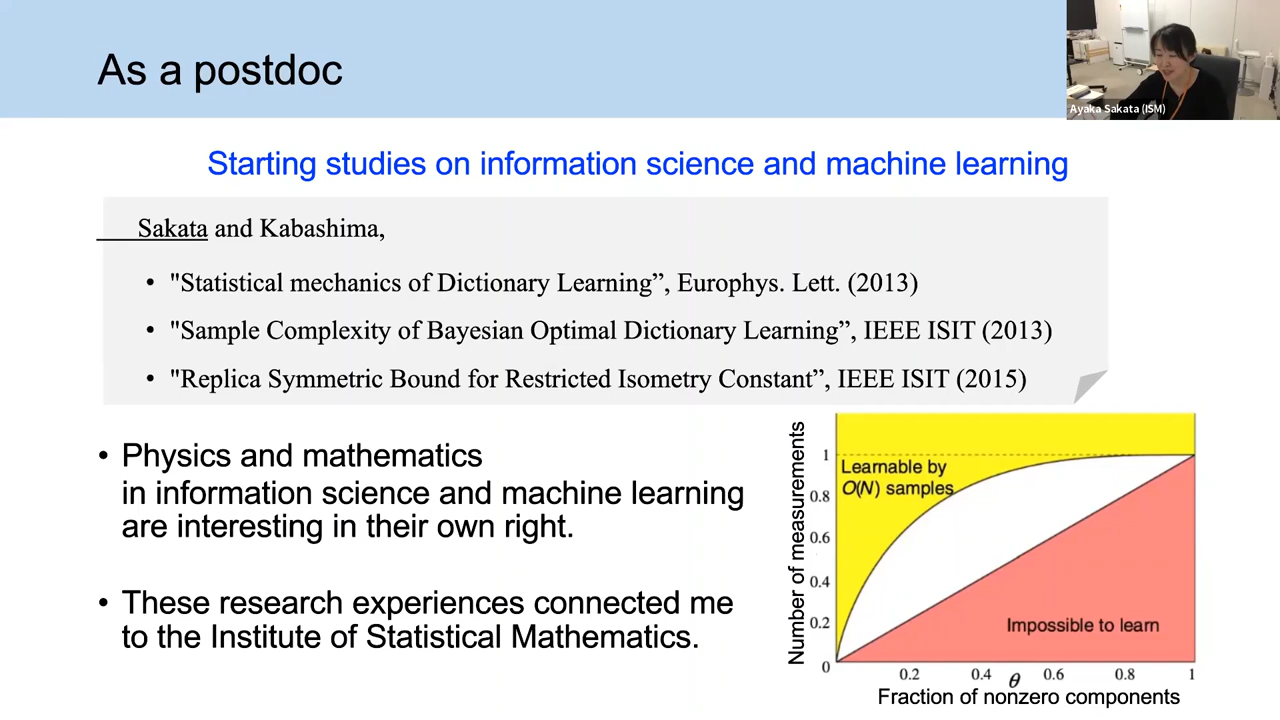 As a postdoc
Ayaka Sakata (ISM)
Starting studies on information science and machine learning
Sakata and Kabashima,
• "Statistical mechanics of Dictionary Learning”, Europhys. Lett. (2013)
• "Sample Complexity of Bayesian Optimal Dictionary Learning”, IEEE ISIT (2013)
• "Replica Symmetric Bound for Restricted Isometry Constant”, IEEE ISIT (2015)
• Physics and mathematics
in information science and machine learning
are interesting in their own right.
• These research experiences connected me
to the Institute of Statistical Mathematics.
Number of measurements
1
0.8
0.6
0.4
0.2
0
Learnable by
O(N) samples
Impossible to learn
0.2 0.4 θ 0.6 0.8 1
Fraction of nonzero components